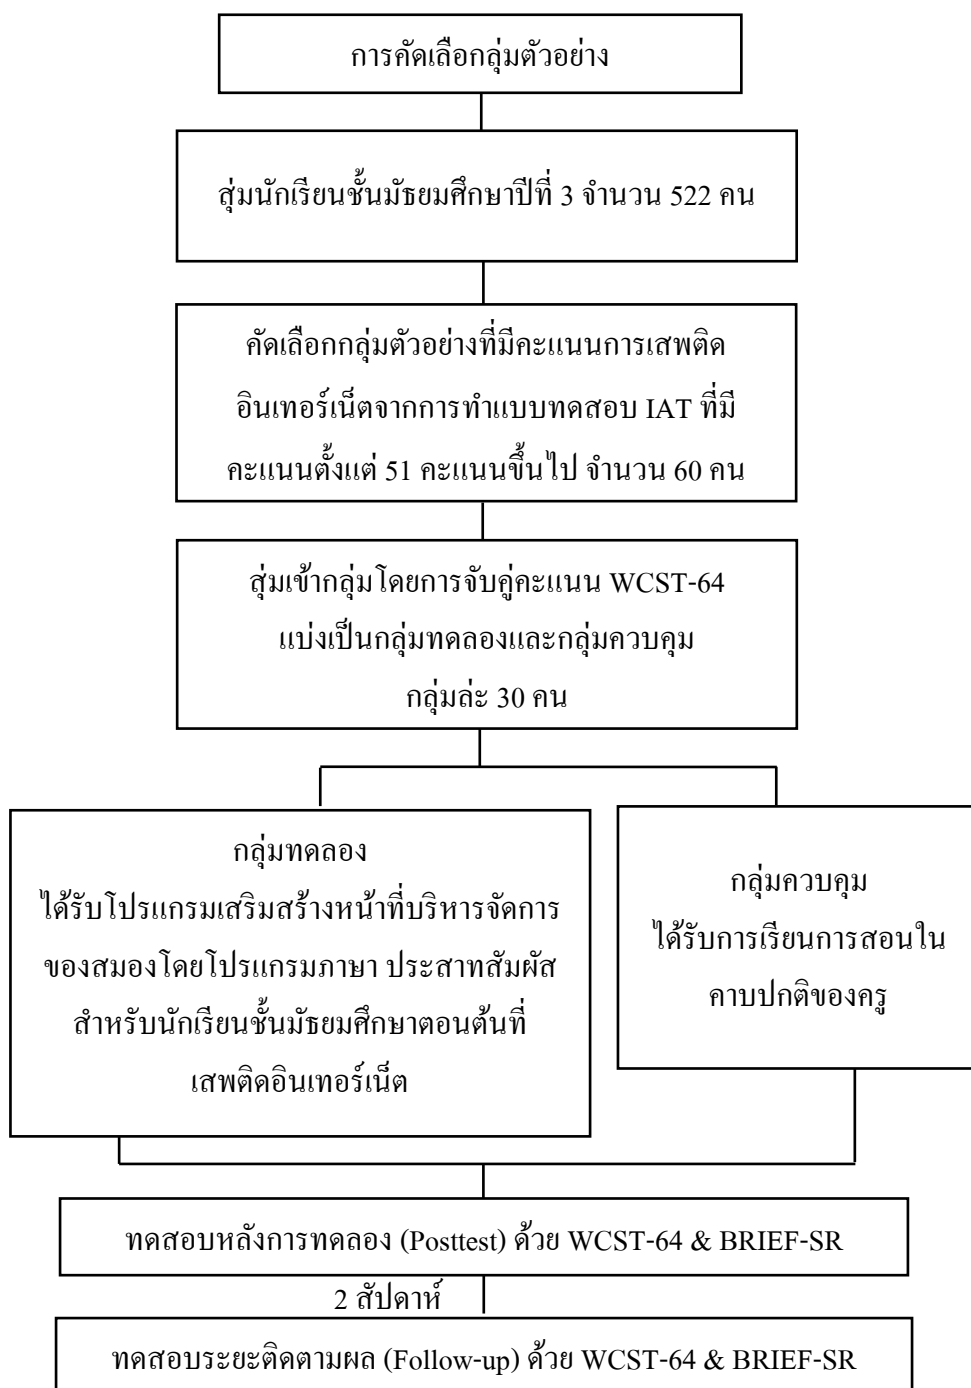 การคัดเลือกลุ่มตัวอย่าง
สุ่มนักเรียนชั้นมัธยมศึกษาปีที่ 3 จำนวน 522 คน
คัดเลือกกลุ่มตัวอย่างที่มีคะแนนการเสพติด
อินเทอร์เน็ตจากการทำแบบทดสอบ IAT ที่มี
คะแนนตั้งแต่ 51 คะแนนขึ้นไป จำนวน 60 คน
สุ่มเข้ากลุ่มโดยการจับคู่คะแนน WCST-64
แบ่งเป็นกลุ่มทดลองและกลุ่มควบคุม
กลุ่มล่ะ 30 คน
กลุ่มทดลอง
ได้รับโปรแกรมเสริมสร้างหน้าที่บริหารจัดการ
ของสมองโดยโปรแกรมภาษา ประสาทสัมผัส
สำหรับนักเรียนชั้นมัธยมศึกษาตอนต้นที่
เสพติดอินเทอร์เน็ต
กลุ่มควบคุม
ได้รับการเรียนการสอนใน
คาบปกติของครู
ทดสอบหลังการทดลอง (Posttest) ด้วย WCST-64 & BRIEF-SR
2 สัปดาห์
ทดสอบระยะติดตามผล (Follow-up) ด้วย WCST-64 & BRIEF-SR